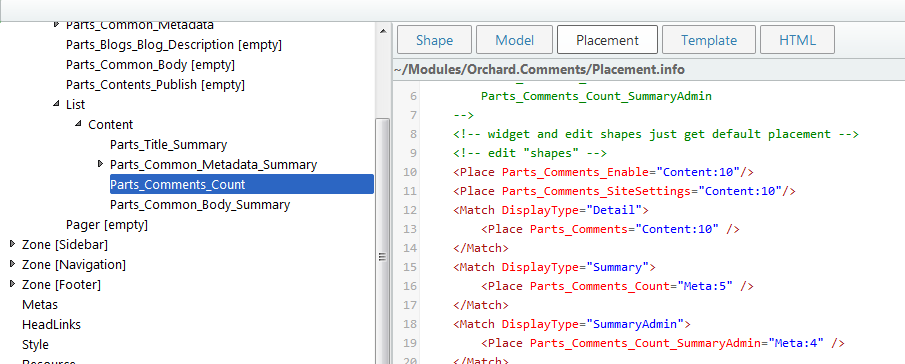 Parts_Common_Metadata
Parts_Blogs_Blog_Description [empty]
Parts_Common_Body [empty]
Parts_Contents_Publish [empty]
List
Content
Parts_Title_Summary
Parts_Common_Metadata_Summary
Parts_Comments_Count
Parts_Common_Body_Summary
Pager [empty]
Zone [Sidebar]
Zone [Navigation]
Zone [Footer]
Metas
HeadLinks
Style
Resource
Shape Model Placement Template HTML
~/Modules/Orchard.Comments/Placement.info
6 Parts_Comments_Count_SummaryAdmin
7 -->
8 <!-- widget and edit shapes just get default placement -->
9 <!-- edit "shapes" -->
10 <Place Parts_Comments_Enable="Content:10"/>
11 <Place Parts_Comments_SiteSettings="Content:10"/>
12 <Match DisplayType="Detail">
13 <Place Parts_Comments="Content:10" />
14 </Match>
15 <Match DisplayType="Summary">
16 <Place Parts_Comments_Count="Meta:5" />
17 </Match>
18 <Match DisplayType="SummaryAdmin">
19 <Place Parts_Comments_Count_SummaryAdmin="Meta:4" />
20 </Match>